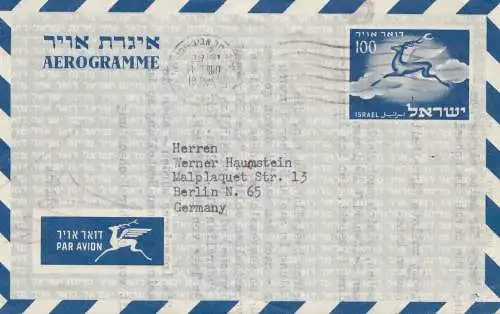 איגרת אויר
AEROGRAMME
דואר אויר
100
ישראל
ISRAEL اسرائيل
Herren
Werner Haumstein
Malplaquet Str. 13
Berlin N. 65
Germany
דואר אויר
PAR AVION